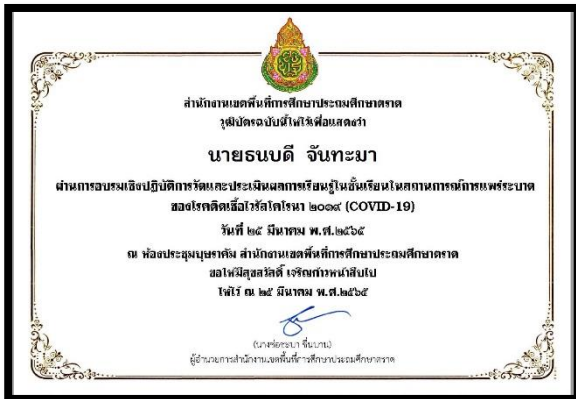 สำนักงานเขตพื้นที่การศึกษาประถมศึกษาตราด
วุฒิบัตรฉบับนี้ให้ไว้เพื่อแสดงว่า
นายธนบดี จันทะมา
ผ่านการอบรมเชิงปฏิบัติการวัดและประเมินผลการเรียนรู้ในชั้นเรียนในสถานการณ์การแพร่ระบาด
ของโรคติดเชื้อไวรัสโคโรนา ๒๐๑๙ (COVID-19)
วันที่ ๒๕ มีนาคม พ.ศ.๒๕๖๕
ณ ห้องประชุมบุษราคัม สำนักงานเขตพื้นที่การศึกษาประถมศึกษาตราด
ขอให้มีสุขสวัสดิ์ เจริญก้าวหน้าสืบไป
ให้ไว้ ณ ๒๕ มีนาคม พ.ศ.๒๕๖๕
(นางช่อระบา ชื่นบาน)
ผู้อำนวยการสำนักงานเขตพื้นที่การศึกษาประถมศึกษาตราด